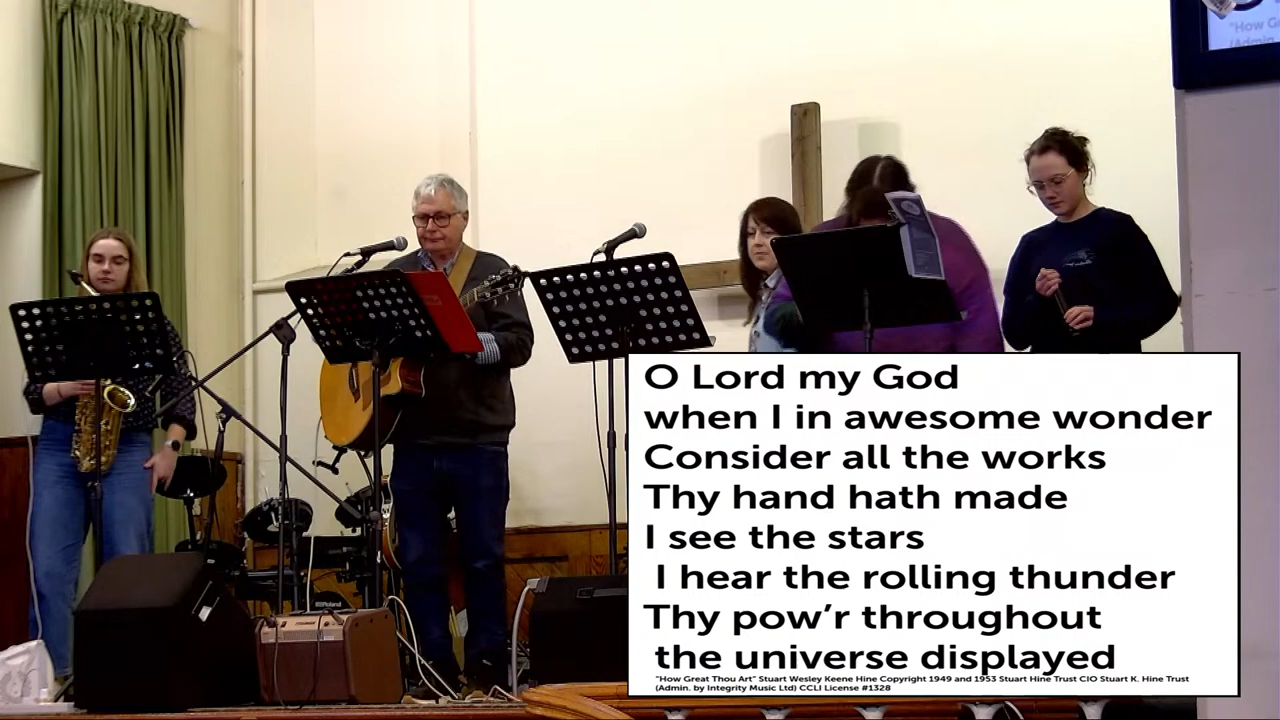 "How G
(Admin
Roland
O Lord my God
when I in awesome wonder
Consider all the works
Thy hand hath made
I see the stars
I hear the rolling thunder
Thy pow’r throughout
the universe displayed
"How Great Thou Art" Stuart Wesley Keene Hine Copyright 1949 and 1953 Stuart Hine Trust CIO Stuart K. Hine Trust
(Admin. by Integrity Music Ltd) CCLI License #1328